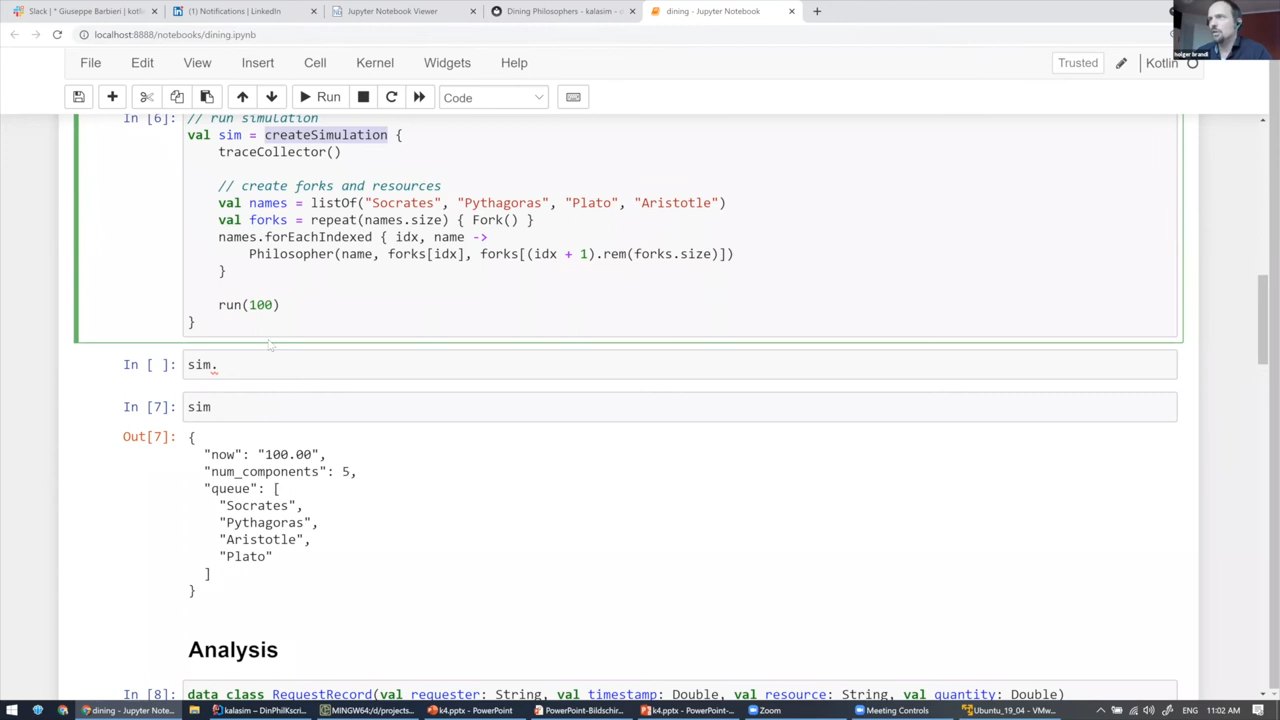 Slack | * Giuseppe Barbieri
(1) Notifications | LinkedIn
Jupyter Notebook Viewer
Dining Philosophers - kalasim - d
dining - Jupyter Notebook
localhost:8888/notebooks/dining.ipynb
holger brandl
File Edit View Insert Cell Kernel Widgets Help
Trusted
Kotlin
Run
Code
In [6]: // run simulation
val sim = createSimulation {
traceCollector()
// create forks and resources
val names = listOf("Socrates", "Pythagoras", "Plato", "Aristotle")
val forks = repeat(names.size) { Fork() }
names.forEachIndexed { idx, name ->
Philosopher(name, forks[idx], forks[(idx + 1).rem(forks.size)])
}
run(100)
}
In [ ]: sim.
In [7]: sim
Out[7]: {
"now": "100.00",
"num_components": 5,
"queue": [
"Socrates",
"Pythagoras",
"Aristotle",
"Plato"
]
}
Analysis
In [8]: data class RequestRecord(val requester: String, val timestamp: Double, val resource: String, val quantity: Double)
dining - Jupyter Note...
kalasim – DinPhilKscri...
MINGW64:/d/projects...
k4.pptx - PowerPoint
PowerPoint-Bildschir...
k4.pptx - PowerPoint-...
Zoom
Meeting Controls
Ubuntu_19_04 - VMw...
11:02 AM